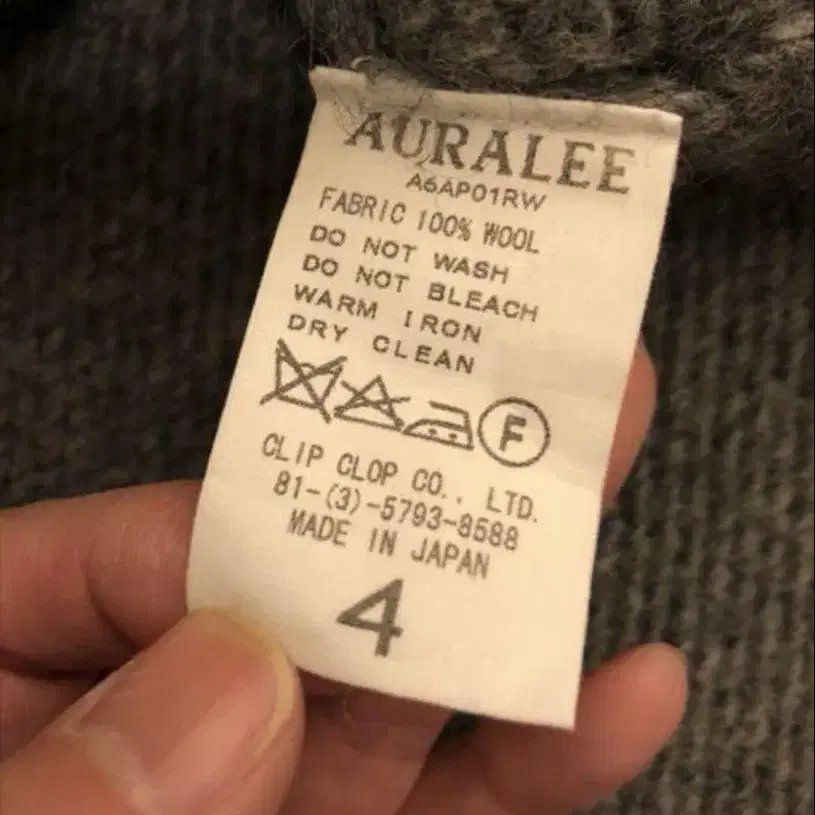 AURALEE
A6AP01RW
FABRIC 100% WOOL
DO NOT WASH
DO NOT BLEACH
WARM IRON
DRY CLEAN
F
CLIP CLOP CO., LTD.
81-(3)-5793-8588
MADE IN JAPAN
4